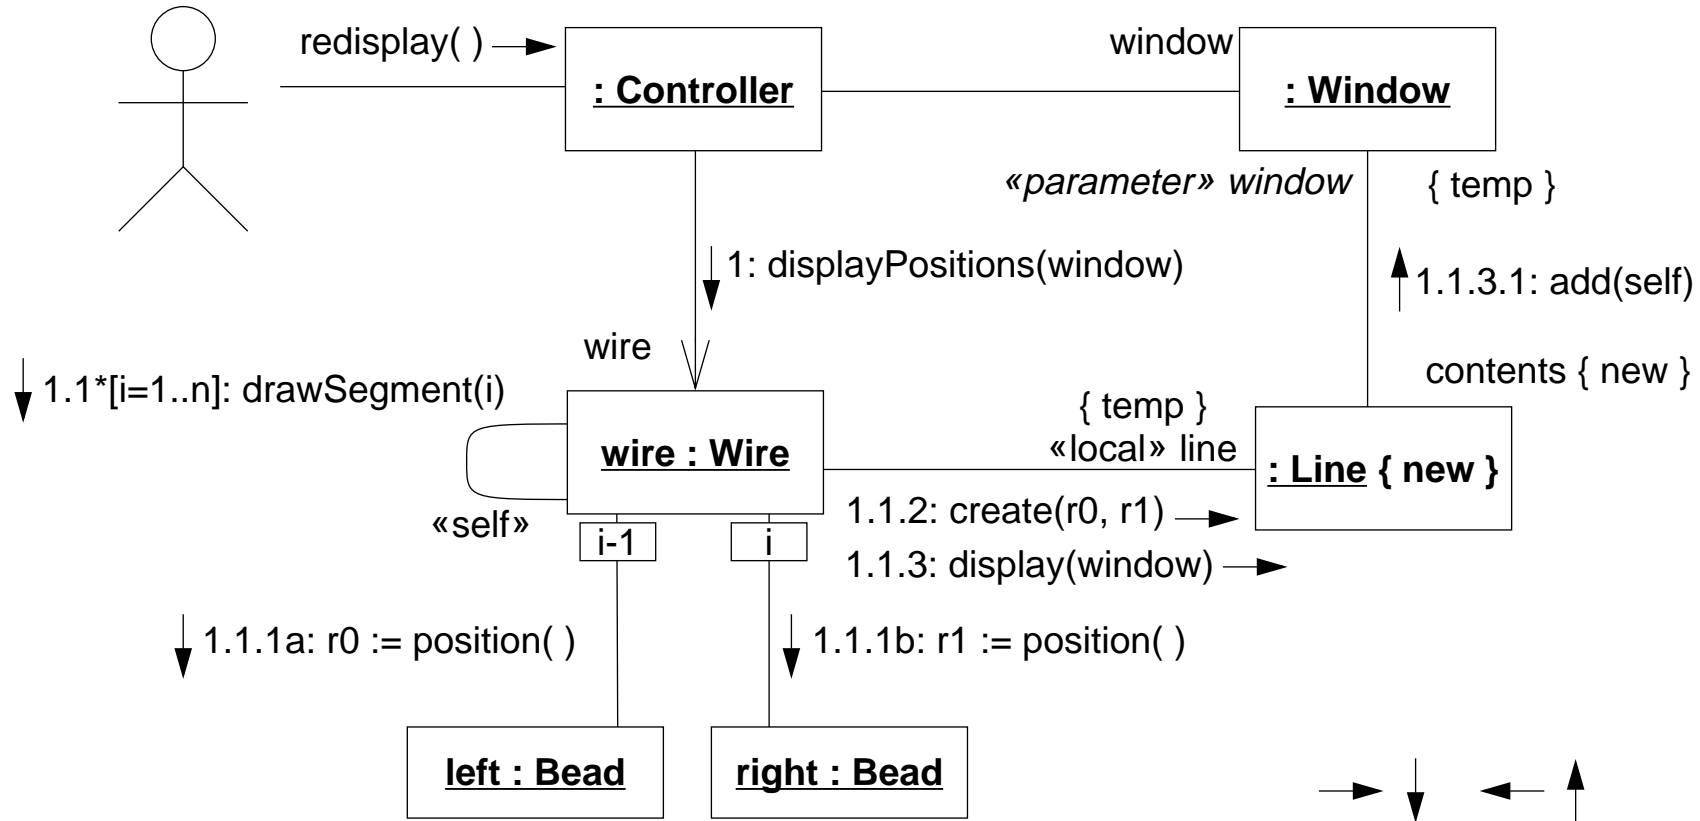 redisplay( )
window
: Controller
: Window
«parameter» window
{ temp }
1: displayPositions(window)
1.1.3.1: add(self)
wire
contents { new }
1.1*[i=1..n]: drawSegment(i)
{ temp }
«local» line
wire : Wire
: Line { new }
«self»
1.1.2: create(r0, r1)
i-1
i
1.1.3: display(window)
1.1.1a: r0 := position( )
1.1.1b: r1 := position( )
left : Bead
right : Bead